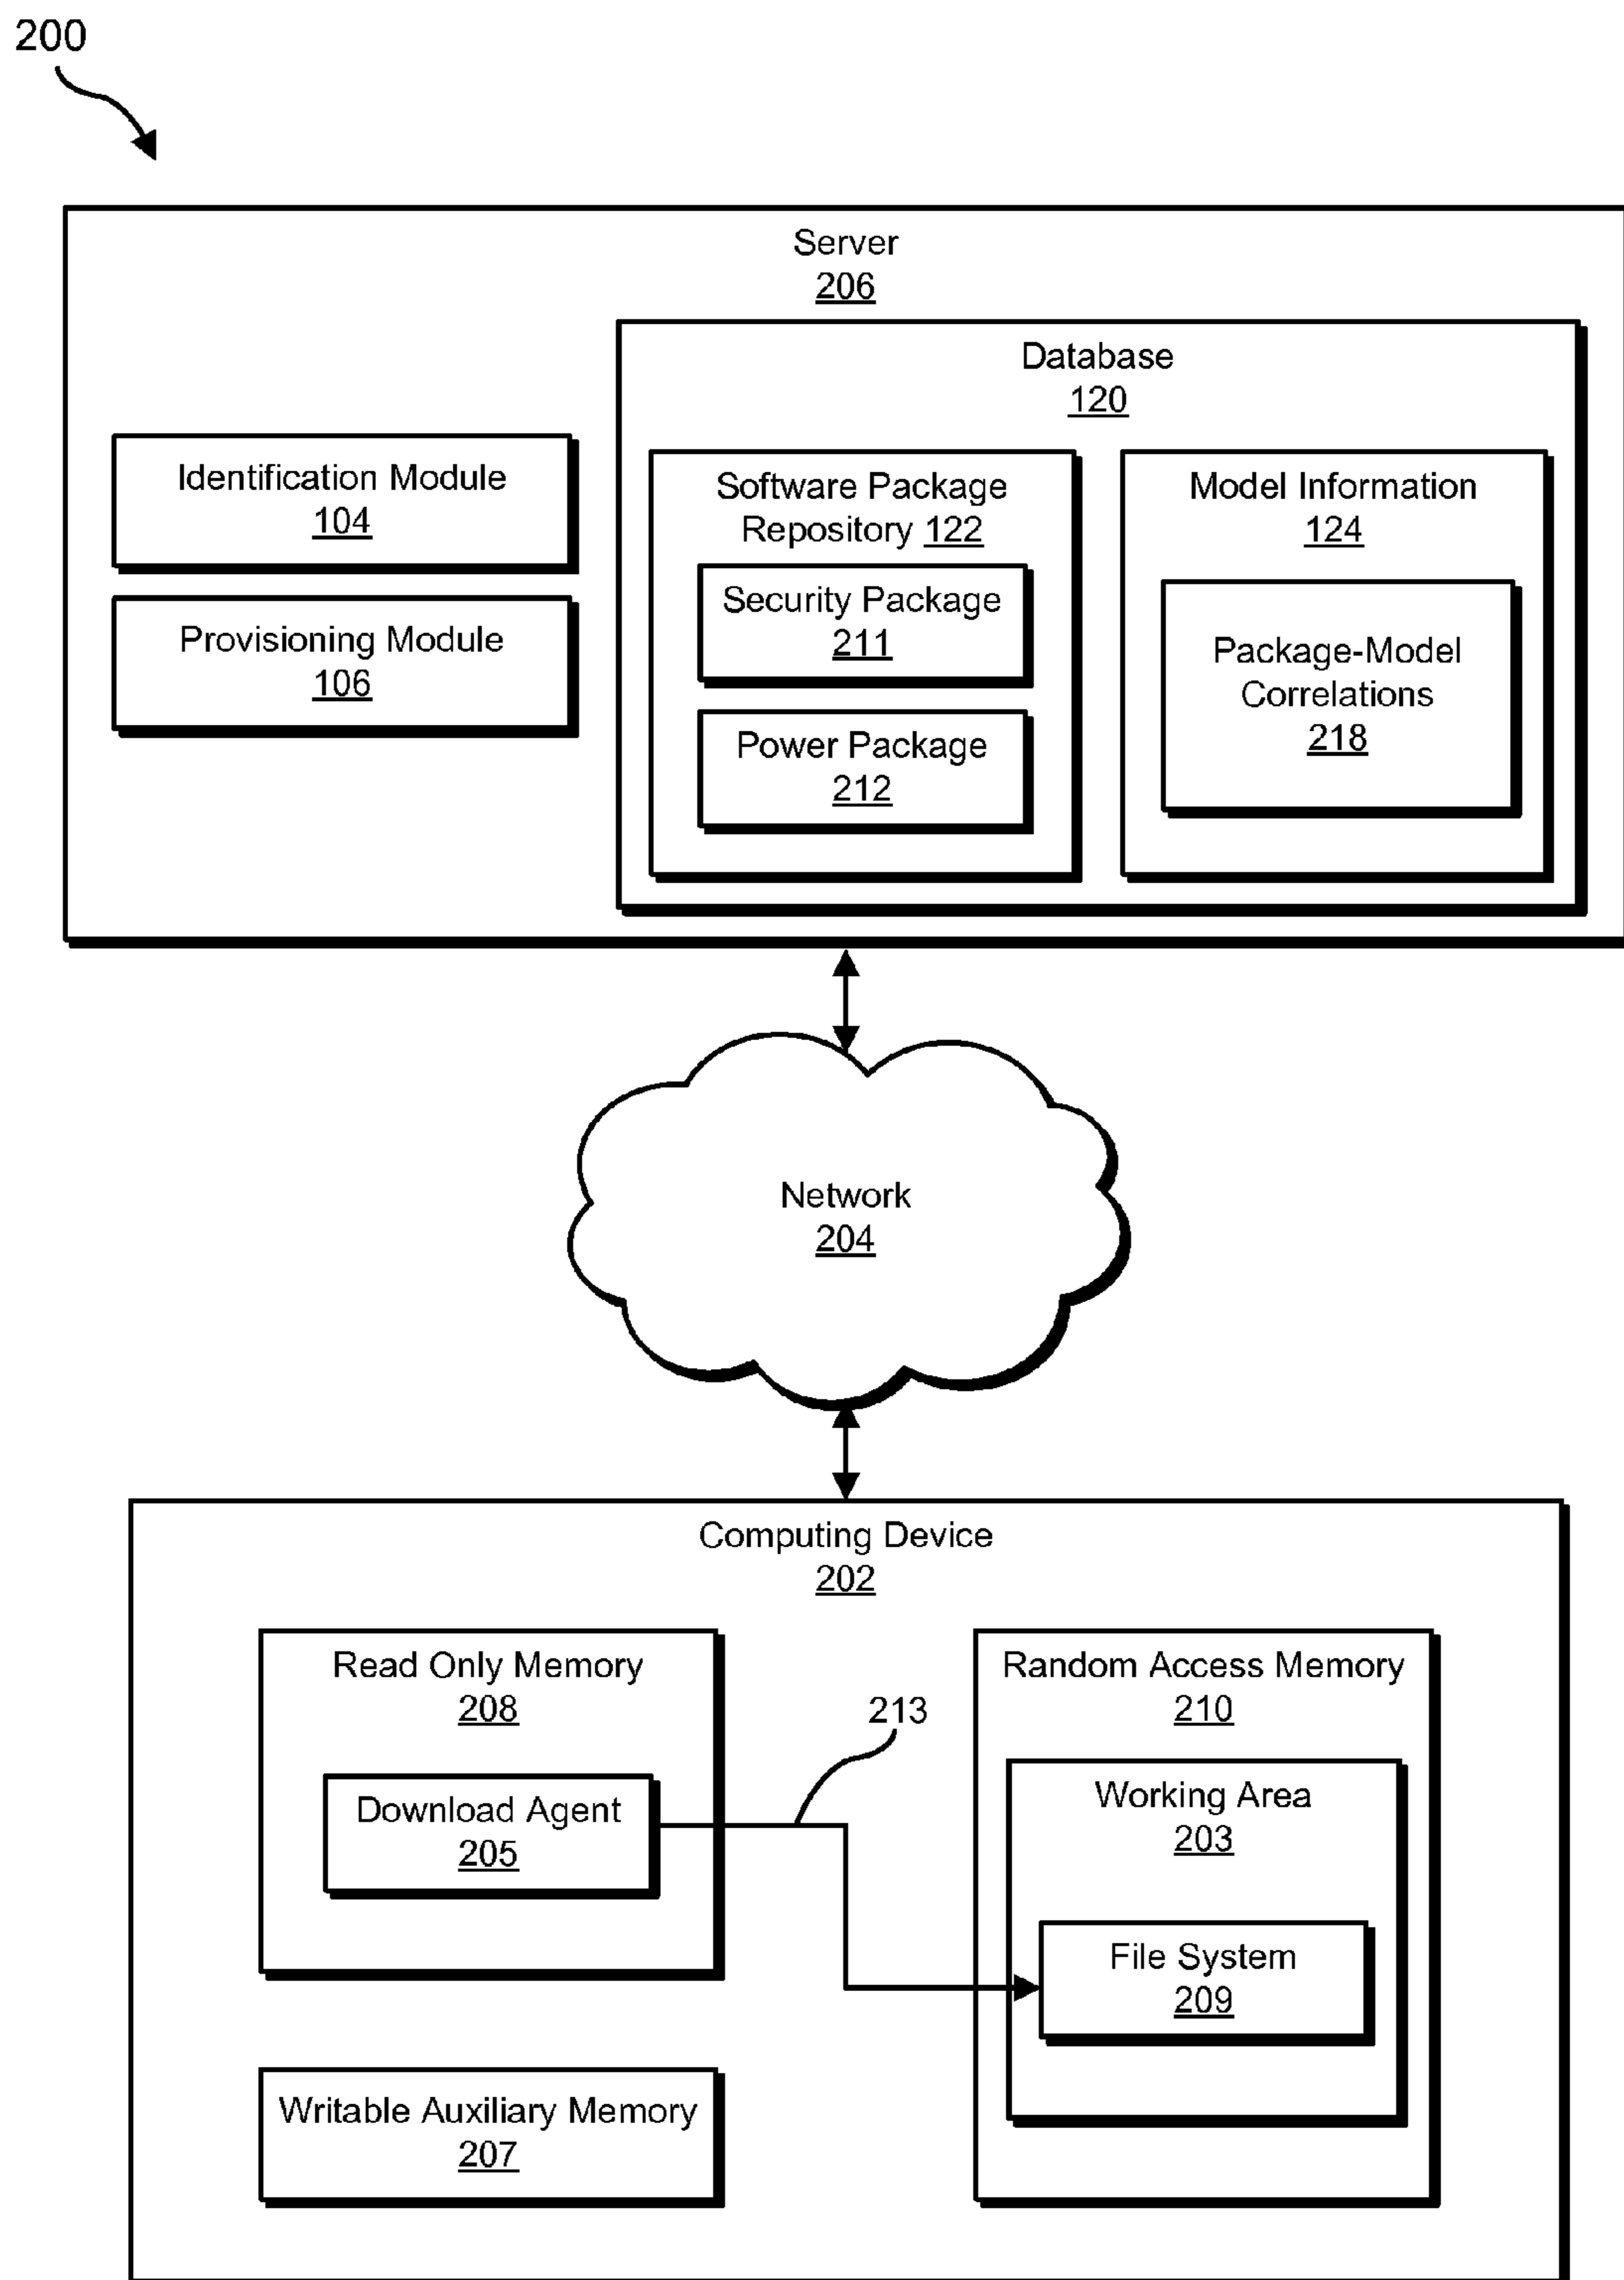 200
Server
206
Database
120
Identification Module
104
Provisioning Module
106
Software Package
Repository 122
Security Package
211
Power Package
212
Model Information
124
Package-Model
Correlations
218
Network
204
Computing Device
202
Read Only Memory
208
Download Agent
205
213
Random Access Memory
210
Working Area
203
File System
209
Writable Auxiliary Memory
207